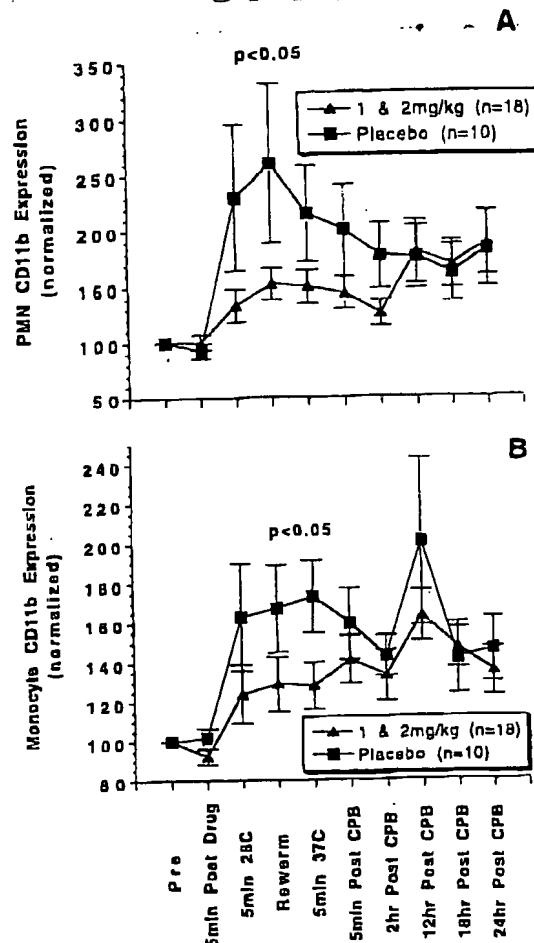 A
p<0.05
350
300
250
200
150
100
50
PMN CD11b Expression
(normalized)
1 & 2mg/kg (n=18)
Placebo (n=10)
B
240
220
200
180
160
140
120
100
80
Monocyte CD11b Expression
(normalized)
p<0.05
1 & 2mg/kg (n=18)
Placebo (n=10)
Pre
5min Post Drug
5min 28C
Rewarm
5min 37C
5min Post CPB
2hr Post CPB
12hr Post CPB
18hr Post CPB
24hr Post CPB